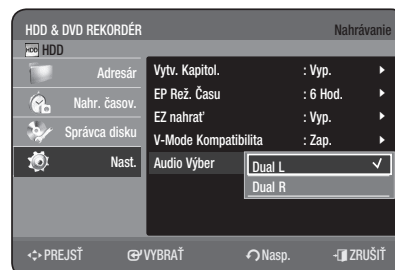 HDD & DVD REKORDÉR Nahrávanie
HDD HDD
Adresár
Nahr. časov.
Správca disku
Nast.
Vytv. Kapitol. : Vyp.
EP Rež. Času : 6 Hod.
EZ nahrať : Vyp.
V-Mode Kompatibilita : Zap.
Audio Výber
Dual L
Dual R
PREJSŤ VYBRAŤ Nasp. ZRUŠIŤ